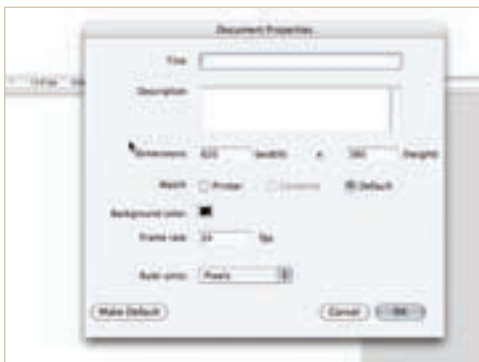 Document Properties
Title
Description
Dimensions: (width) x (height)
Match Printer Contents Default
Background color:
Frame rate: fps
Ruler units: Pixels
Make Default Cancel OK